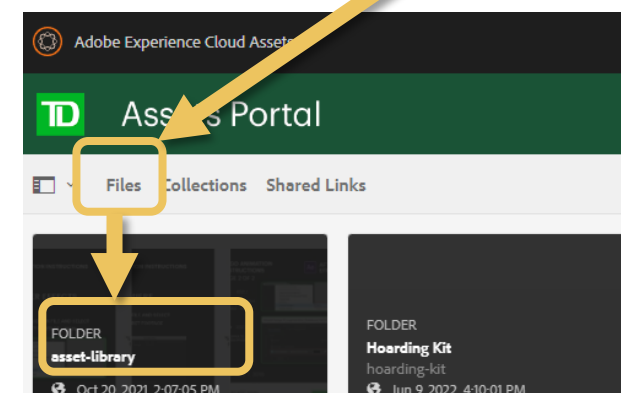 Adobe Experience Cloud Assets
TD
Assets Portal
Files Collections Shared Links
FOLDER
asset-library
Oct 20, 2021 2:07:05 PM
FOLDER
Hoarding Kit
hoarding-kit
Jun 9, 2022 4:10:01 PM